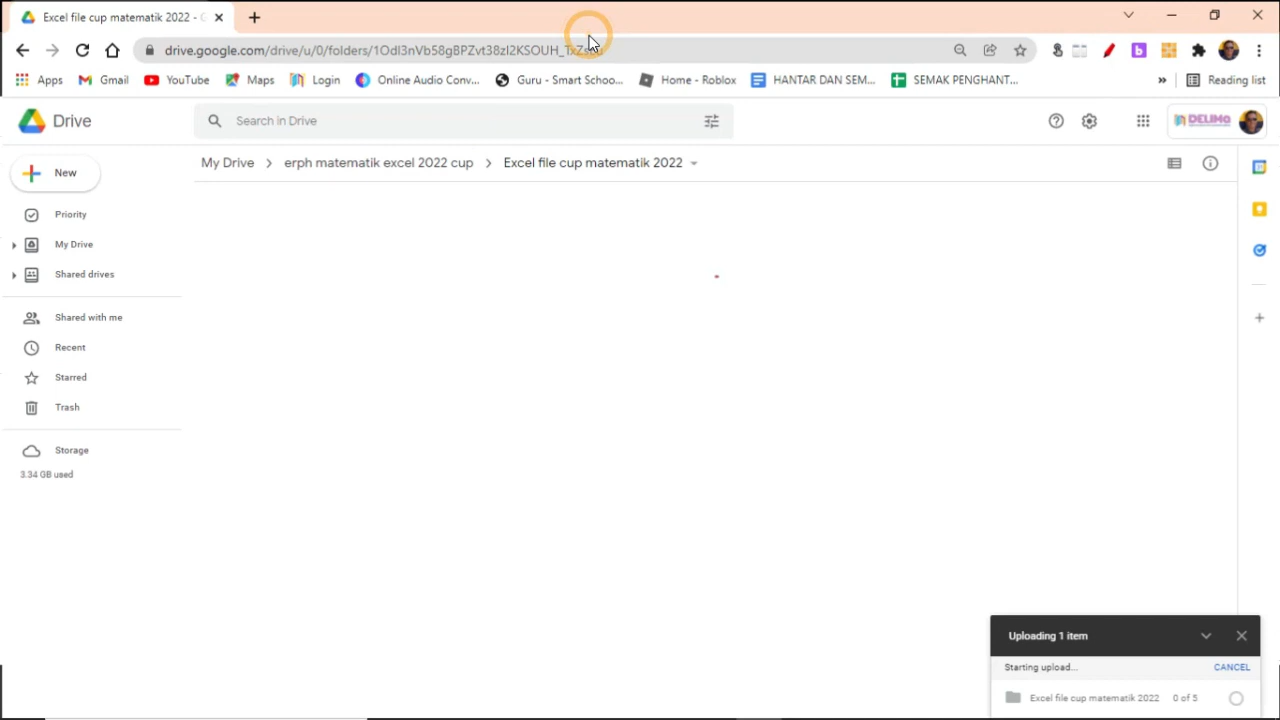 Excel file cup matematik 2022 - G
drive.google.com/drive/u/0/folders/1Odl3nVb58gBPZvt38zI2KSOUH_
Apps
Gmail
YouTube
Maps
Login
Online Audio Conv...
Guru - Smart Schoo...
Home - Roblox
HANTAR DAN SEM...
SEMAK PENGHANT...
»
Reading list
Drive
Search in Drive
DELIMa
New
My Drive > erph matematik excel 2022 cup > Excel file cup matematik 2022
Priority
My Drive
Shared drives
Shared with me
Recent
Starred
Trash
Storage
3.34 GB used
Uploading 1 item
Starting upload...
CANCEL
Excel file cup matematik 2022
0 of 5